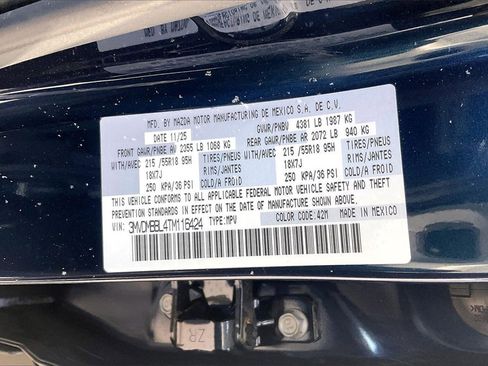 MFD. BY MAZDA MOTOR MANUFACTURING DE MEXICO S.A. DE C.V.
DATE 11/25 GVWR/PNBV 4381 LB 1987 KG
FRONT GAWR/PNBE AV 2355 LB 1068 KG REAR GAWR/PNBE AR 2072 LB 940 KG
WITH/AVEC 215 /55R18 95H TIRES/PNEUS WITH/AVEC 215 /55R18 95H TIRES/PNEUS
18X7J RIMS/JANTES 18X7J RIMS/JANTES
250 KPA/36 PSI COLD/A FROID 250 KPA/36 PSI COLD/A FROID
THIS VEHICLE CONFORMS TO ALL APPLICABLE FEDERAL MOTOR VEHICLE SAFETY AND THEFT
PREVENTION STANDARDS IN EFFECT ON THE DATE OF MANUFACTURE SHOWN ABOVE.
VIN: 3MVDMBBL4TM116424 TYPE:MPV COLOR CODE:42M MADE IN MEXICO
ZR